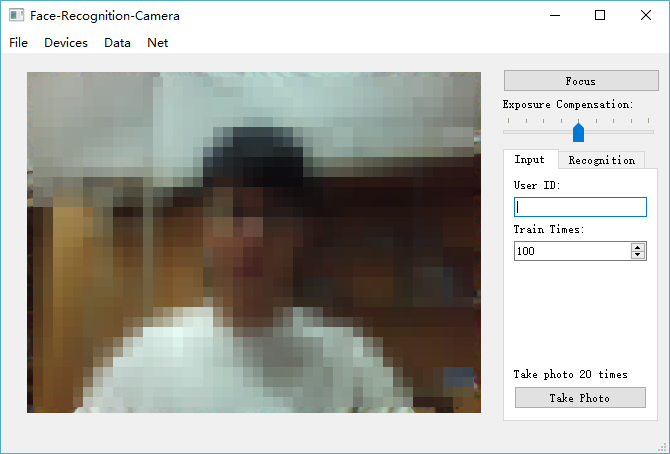 Face-Recognition-Camera
File Devices Data Net
Focus
Exposure Compensation:
Input Recognition
User ID:
Train Times:
100
Take photo 20 times
Take Photo